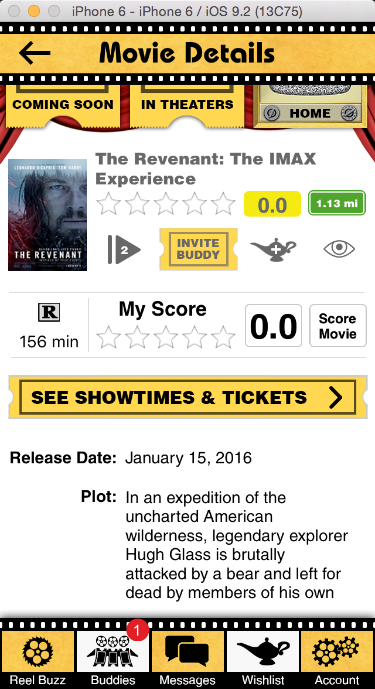 iPhone 6 - iPhone 6 / iOS 9.2 (13C75)
Movie Details
COMING SOON
IN THEATERS
HOME
The Revenant: The IMAX
Experience
LEONARDO DICAPRIO TOM HARDY
THE REVENANT
0.0
1.13 mi
2
INVITE
BUDDY
R
156 min
My Score
0.0
Score
Movie
SEE SHOWTIMES & TICKETS
Release Date: January 15, 2016
Plot: In an expedition of the
uncharted American
wilderness, legendary explorer
Hugh Glass is brutally
attacked by a bear and left for
dead by members of his own
1
Reel Buzz
Buddies
Messages
Wishlist
Account